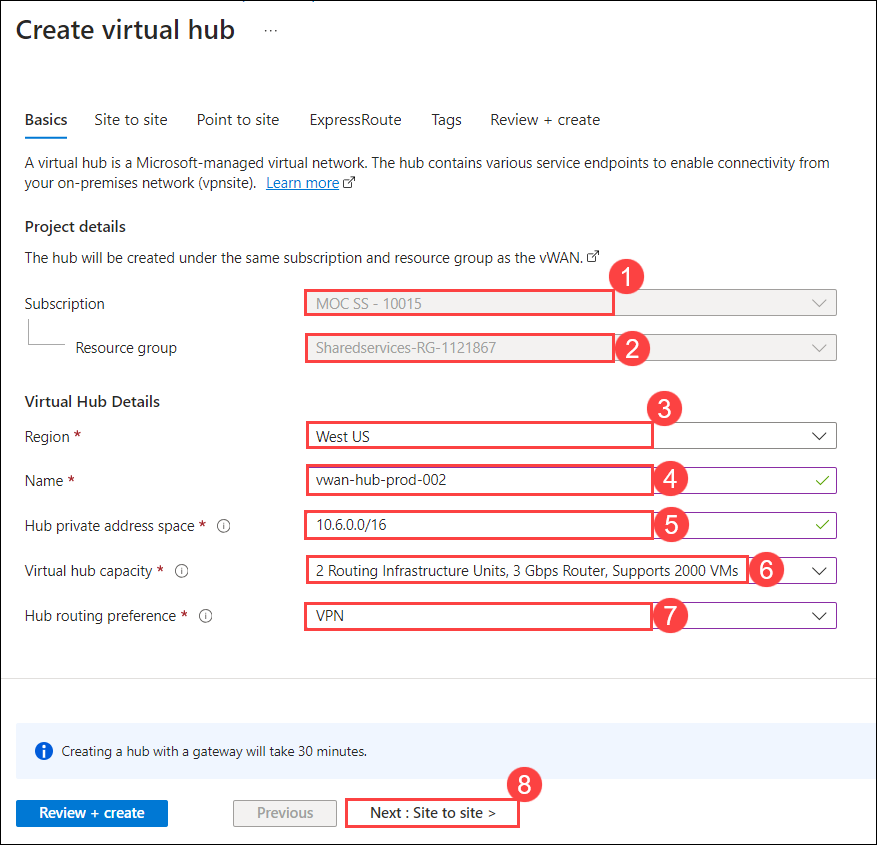 Create virtual hub ...
Basics Site to site Point to site ExpressRoute Tags Review + create
A virtual hub is a Microsoft-managed virtual network. The hub contains various service endpoints to enable connectivity from
your on-premises network (vpnsite). Learn more
Project details
The hub will be created under the same subscription and resource group as the vWAN.
1
Subscription MOC SS - 10015
Resource group Sharedservices-RG-1121867 2
Virtual Hub Details
3
Region * West US
Name * vwan-hub-prod-002 4
Hub private address space * 10.6.0.0/16 5
Virtual hub capacity * 2 Routing Infrastructure Units, 3 Gbps Router, Supports 2000 VMs 6
Hub routing preference * VPN 7
Creating a hub with a gateway will take 30 minutes.
8
Review + create Previous Next : Site to site >